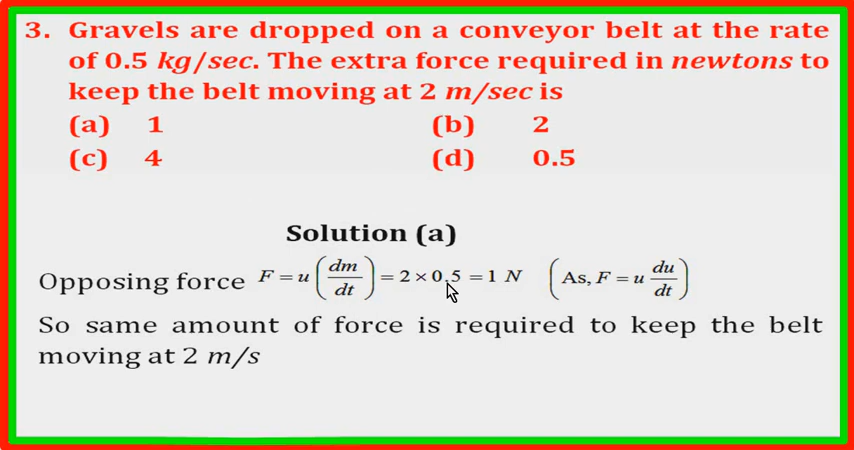 3. Gravels are dropped on a conveyor belt at the rate
of 0.5 kg/sec. The extra force required in newtons to
keep the belt moving at 2 m/sec is
(a) 1 (b) 2
(c) 4 (d) 0.5
Solution (a)
Opposing force F = u (dm/dt) = 2 × 0.5 = 1 N (As, F = u du/dt)
So same amount of force is required to keep the belt
moving at 2 m/s